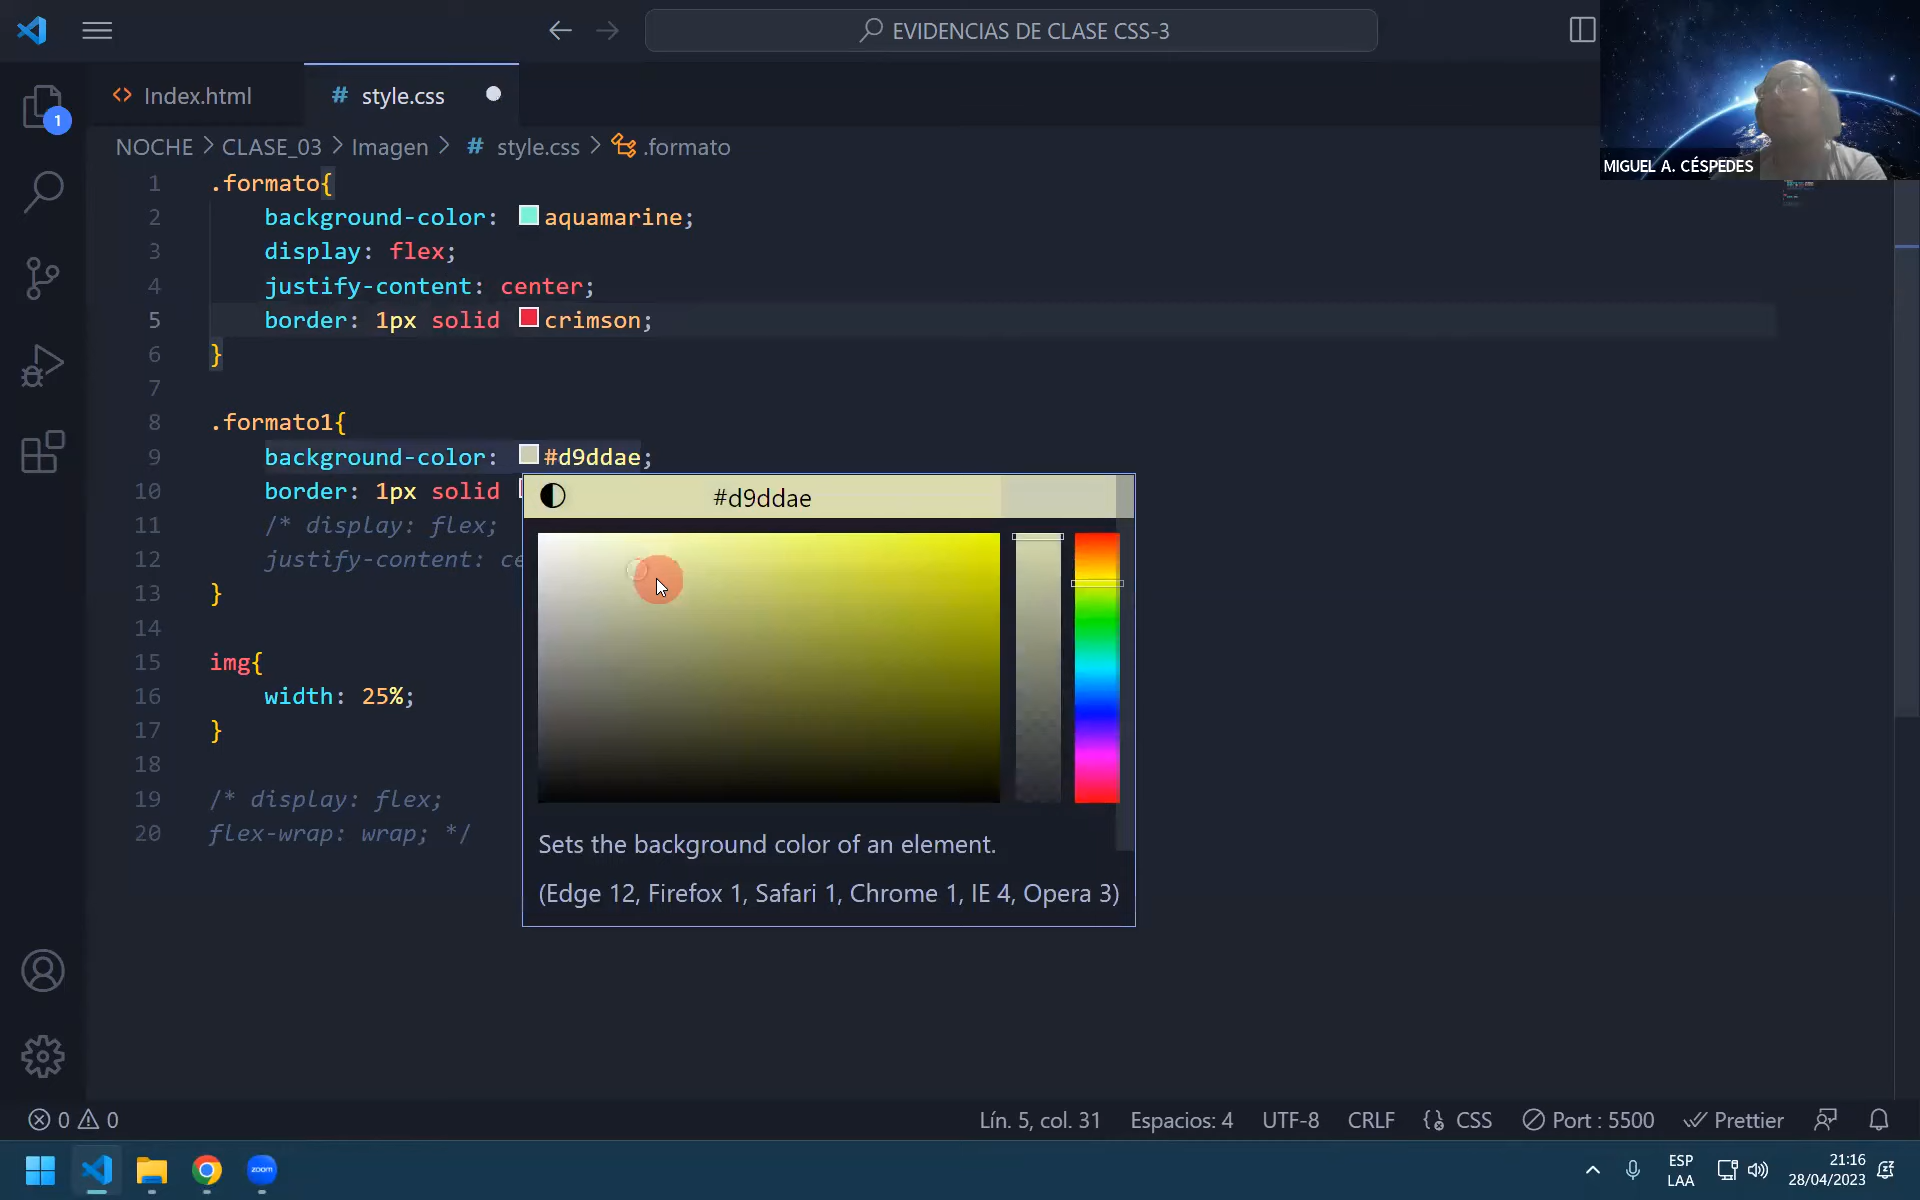 EVIDENCIAS DE CLASE CSS-3
MIGUEL A. CÉSPEDES
1
Index.html
# style.css
NOCHE > CLASE_03 > Imagen > # style.css > .formato
1 .formato{
2 background-color: aquamarine;
3 display: flex;
4 justify-content: center;
5 border: 1px solid crimson;
6 }
7
8 .formato1{
9 background-color: #d9ddae;
10 border: 1px solid
11 /* display: flex;
12 justify-content: ce
13 }
14
15 img{
16 width: 25%;
17 }
18
19 /* display: flex;
20 flex-wrap: wrap; */
#d9ddae
Sets the background color of an element.
(Edge 12, Firefox 1, Safari 1, Chrome 1, IE 4, Opera 3)
0 0 Lín. 5, col. 31 Espacios: 4 UTF-8 CRLF {} CSS Port : 5500 Prettier
zoom
ESP
LAA
21:16
28/04/2023